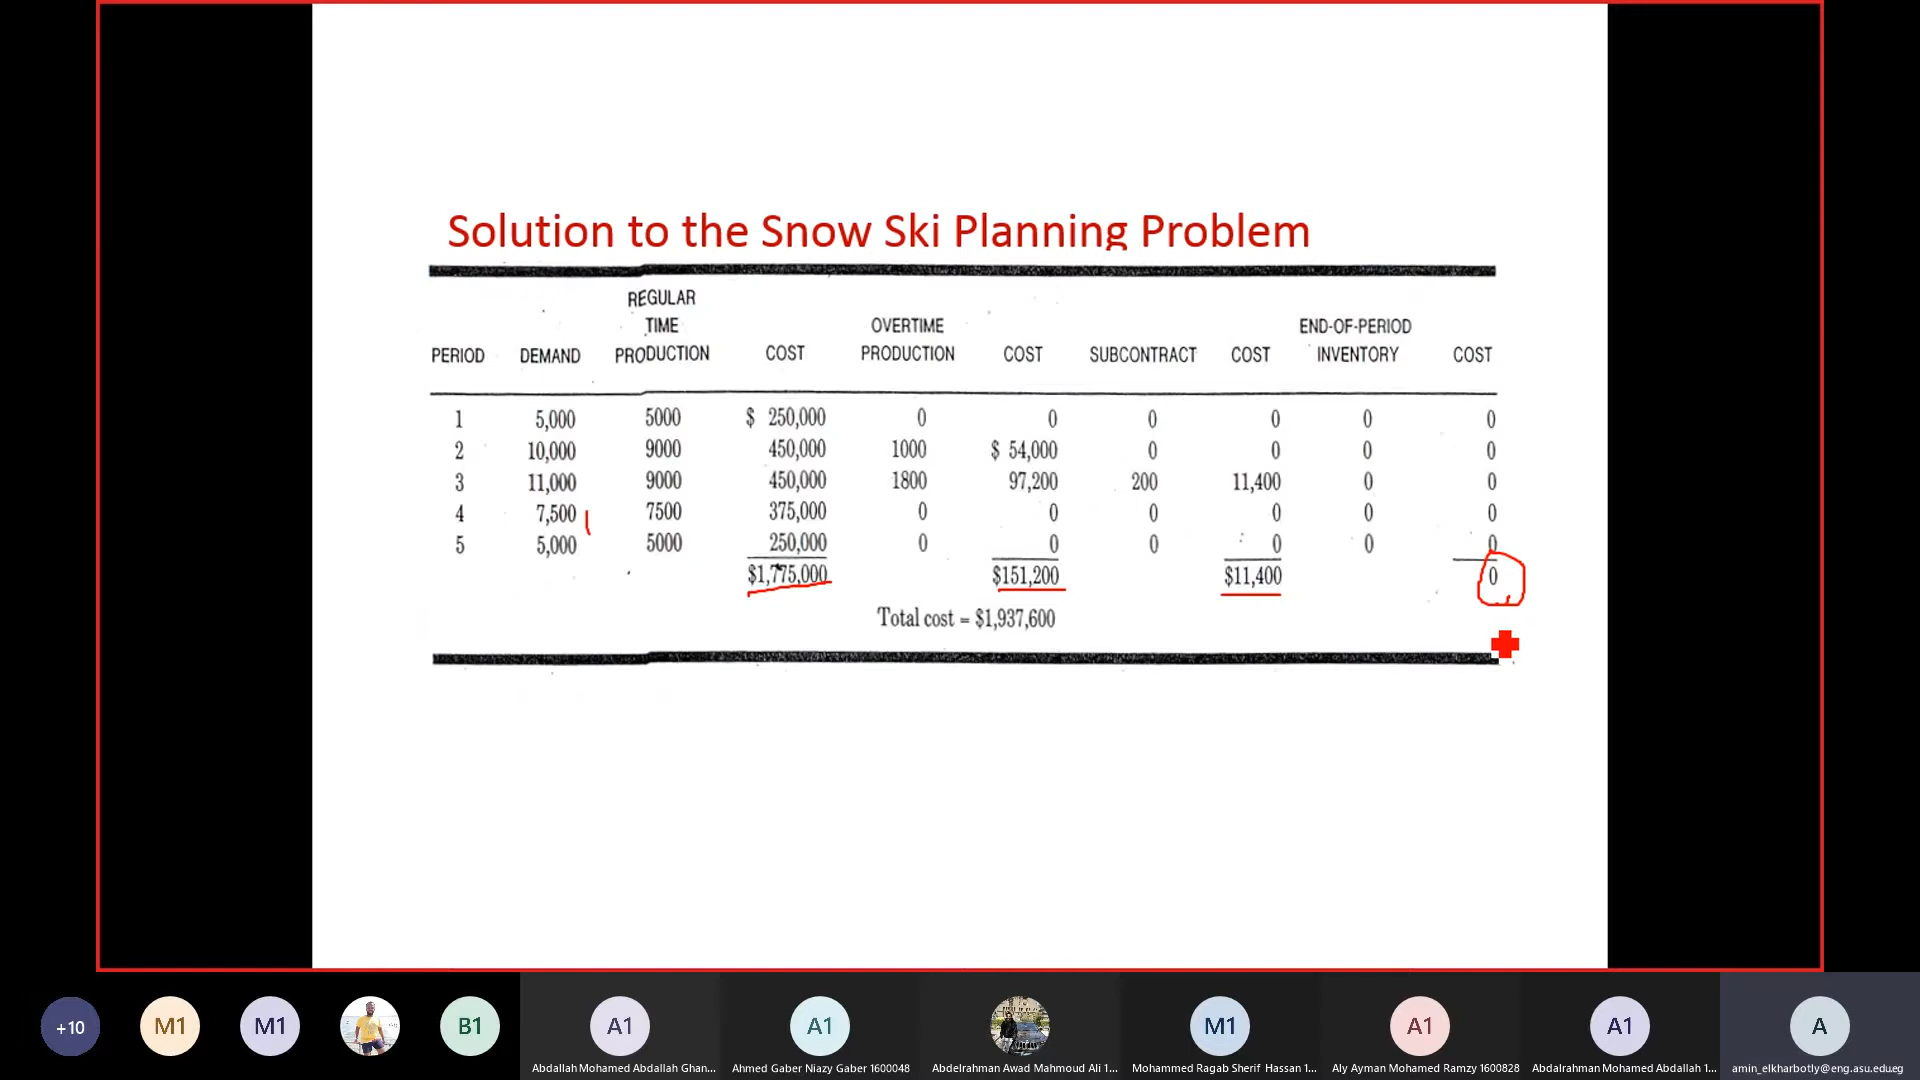 Solution to the Snow Ski Planning Problem
REGULAR
TIME OVERTIME END-OF-PERIOD
PERIOD DEMAND PRODUCTION COST PRODUCTION COST SUBCONTRACT COST INVENTORY COST
1 5,000 5000 $ 250,000 0 0 0 0 0 0
2 10,000 9000 450,000 1000 $ 54,000 0 0 0 0
3 11,000 9000 450,000 1800 97,200 200 11,400 0 0
4 7,500 7500 375,000 0 0 0 0 0 0
5 5,000 5000 250,000 0 0 0 0 0 0
$1,775,000 $151,200 $11,400 0
Total cost = $1,937,600
+10 M1 M1 B1 A1 A1 M1 A1 A1 A
Abdallah Mohamed Abdallah Ghan... Ahmed Gaber Niazy Gaber 1600048 Abdelrahman Awad Mahmoud Ali 1... Mohammed Ragab Sherif Hassan 1... Aly Ayman Mohamed Ramzy 1600828 Abdalrahman Mohamed Abdallah 1... amin_elkharbotly@eng.asu.edu.eg